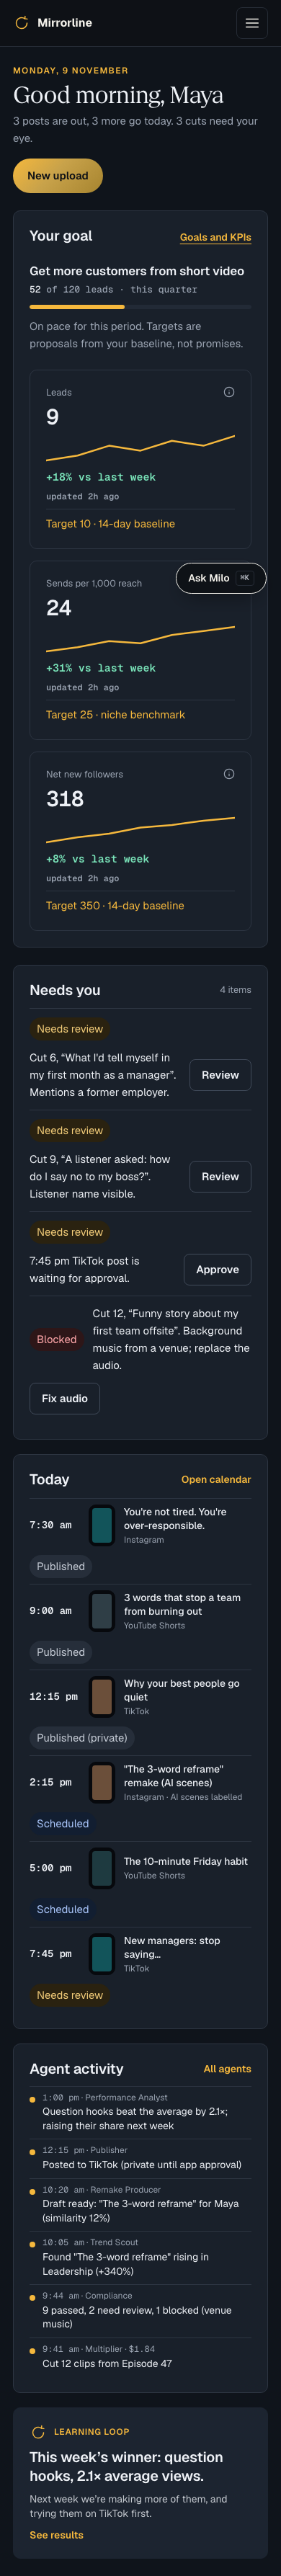 Mirrorline
MONDAY, 9 NOVEMBER
Good morning, Maya
3 posts are out, 3 more go today. 3 cuts need your
eye.
New upload
Your goal
Goals and KPIs
Get more customers from short video
52 of 120 leads · this quarter
On pace for this period. Targets are
proposals from your baseline, not promises.
Leads
9
+18% vs last week
updated 2h ago
Target 10 · 14-day baseline
Ask Milo ⌘K
Sends per 1,000 reach
24
+31% vs last week
updated 2h ago
Target 25 · niche benchmark
Net new followers
318
+8% vs last week
updated 2h ago
Target 350 · 14-day baseline
Needs you
4 items
Needs review
Cut 6, “What I'd tell myself in
my first month as a manager”.
Mentions a former employer.
Review
Needs review
Cut 9, “A listener asked: how
do I say no to my boss?”.
Listener name visible.
Review
Needs review
7:45 pm TikTok post is
waiting for approval.
Approve
Blocked
Cut 12, “Funny story about my
first team offsite”. Background
music from a venue; replace the
audio.
Fix audio
Today
Open calendar
7:30 am
You're not tired. You're
over-responsible.
Instagram
Published
9:00 am
3 words that stop a team
from burning out
YouTube Shorts
Published
12:15 pm
Why your best people go
quiet
TikTok
Published (private)
2:15 pm
"The 3-word reframe"
remake (AI scenes)
Instagram · AI scenes labelled
Scheduled
5:00 pm
The 10-minute Friday habit
YouTube Shorts
Scheduled
7:45 pm
New managers: stop
saying...
TikTok
Needs review
Agent activity
All agents
1:00 pm · Performance Analyst
Question hooks beat the average by 2.1×;
raising their share next week
12:15 pm · Publisher
Posted to TikTok (private until app approval)
10:20 am · Remake Producer
Draft ready: "The 3-word reframe" for Maya
(similarity 12%)
10:05 am · Trend Scout
Found "The 3-word reframe" rising in
Leadership (+340%)
9:44 am · Compliance
9 passed, 2 need review, 1 blocked (venue
music)
9:41 am · Multiplier · $1.84
Cut 12 clips from Episode 47
LEARNING LOOP
This week’s winner: question
hooks, 2.1× average views.
Next week we’re making more of them, and
trying them on TikTok first.
See results